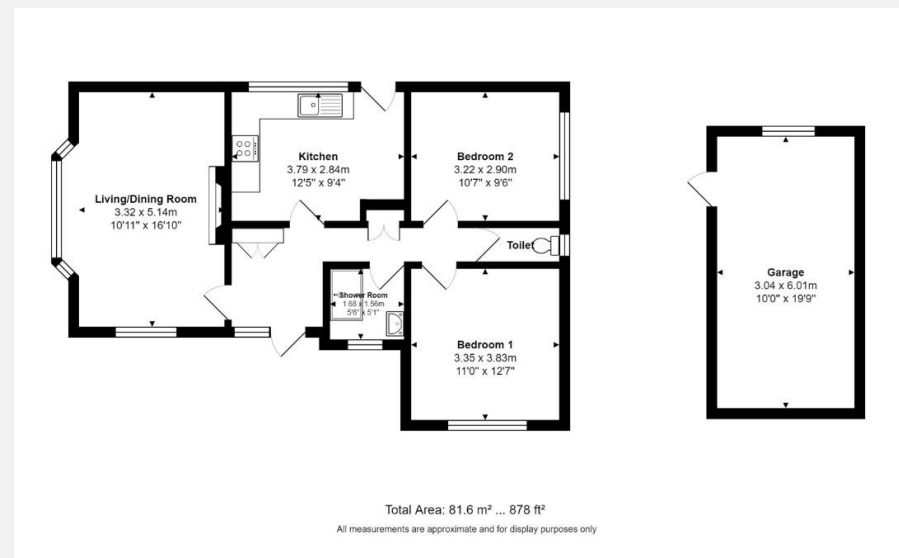 Living/Dining Room
3.32 x 5.14m
10'11" x 16'10"
Kitchen
3.79 x 2.84m
12'5" x 9'4"
Bedroom 2
3.22 x 2.90m
10'7" x 9'6"
Toilet
Shower Room
1.68 x 1.56m
5'6" x 5'1"
Bedroom 1
3.35 x 3.83m
11'0" x 12'7"
Garage
3.04 x 6.01m
10'0" x 19'9"
Total Area: 81.6 m² ... 878 ft²
All measurements are approximate and for display purposes only